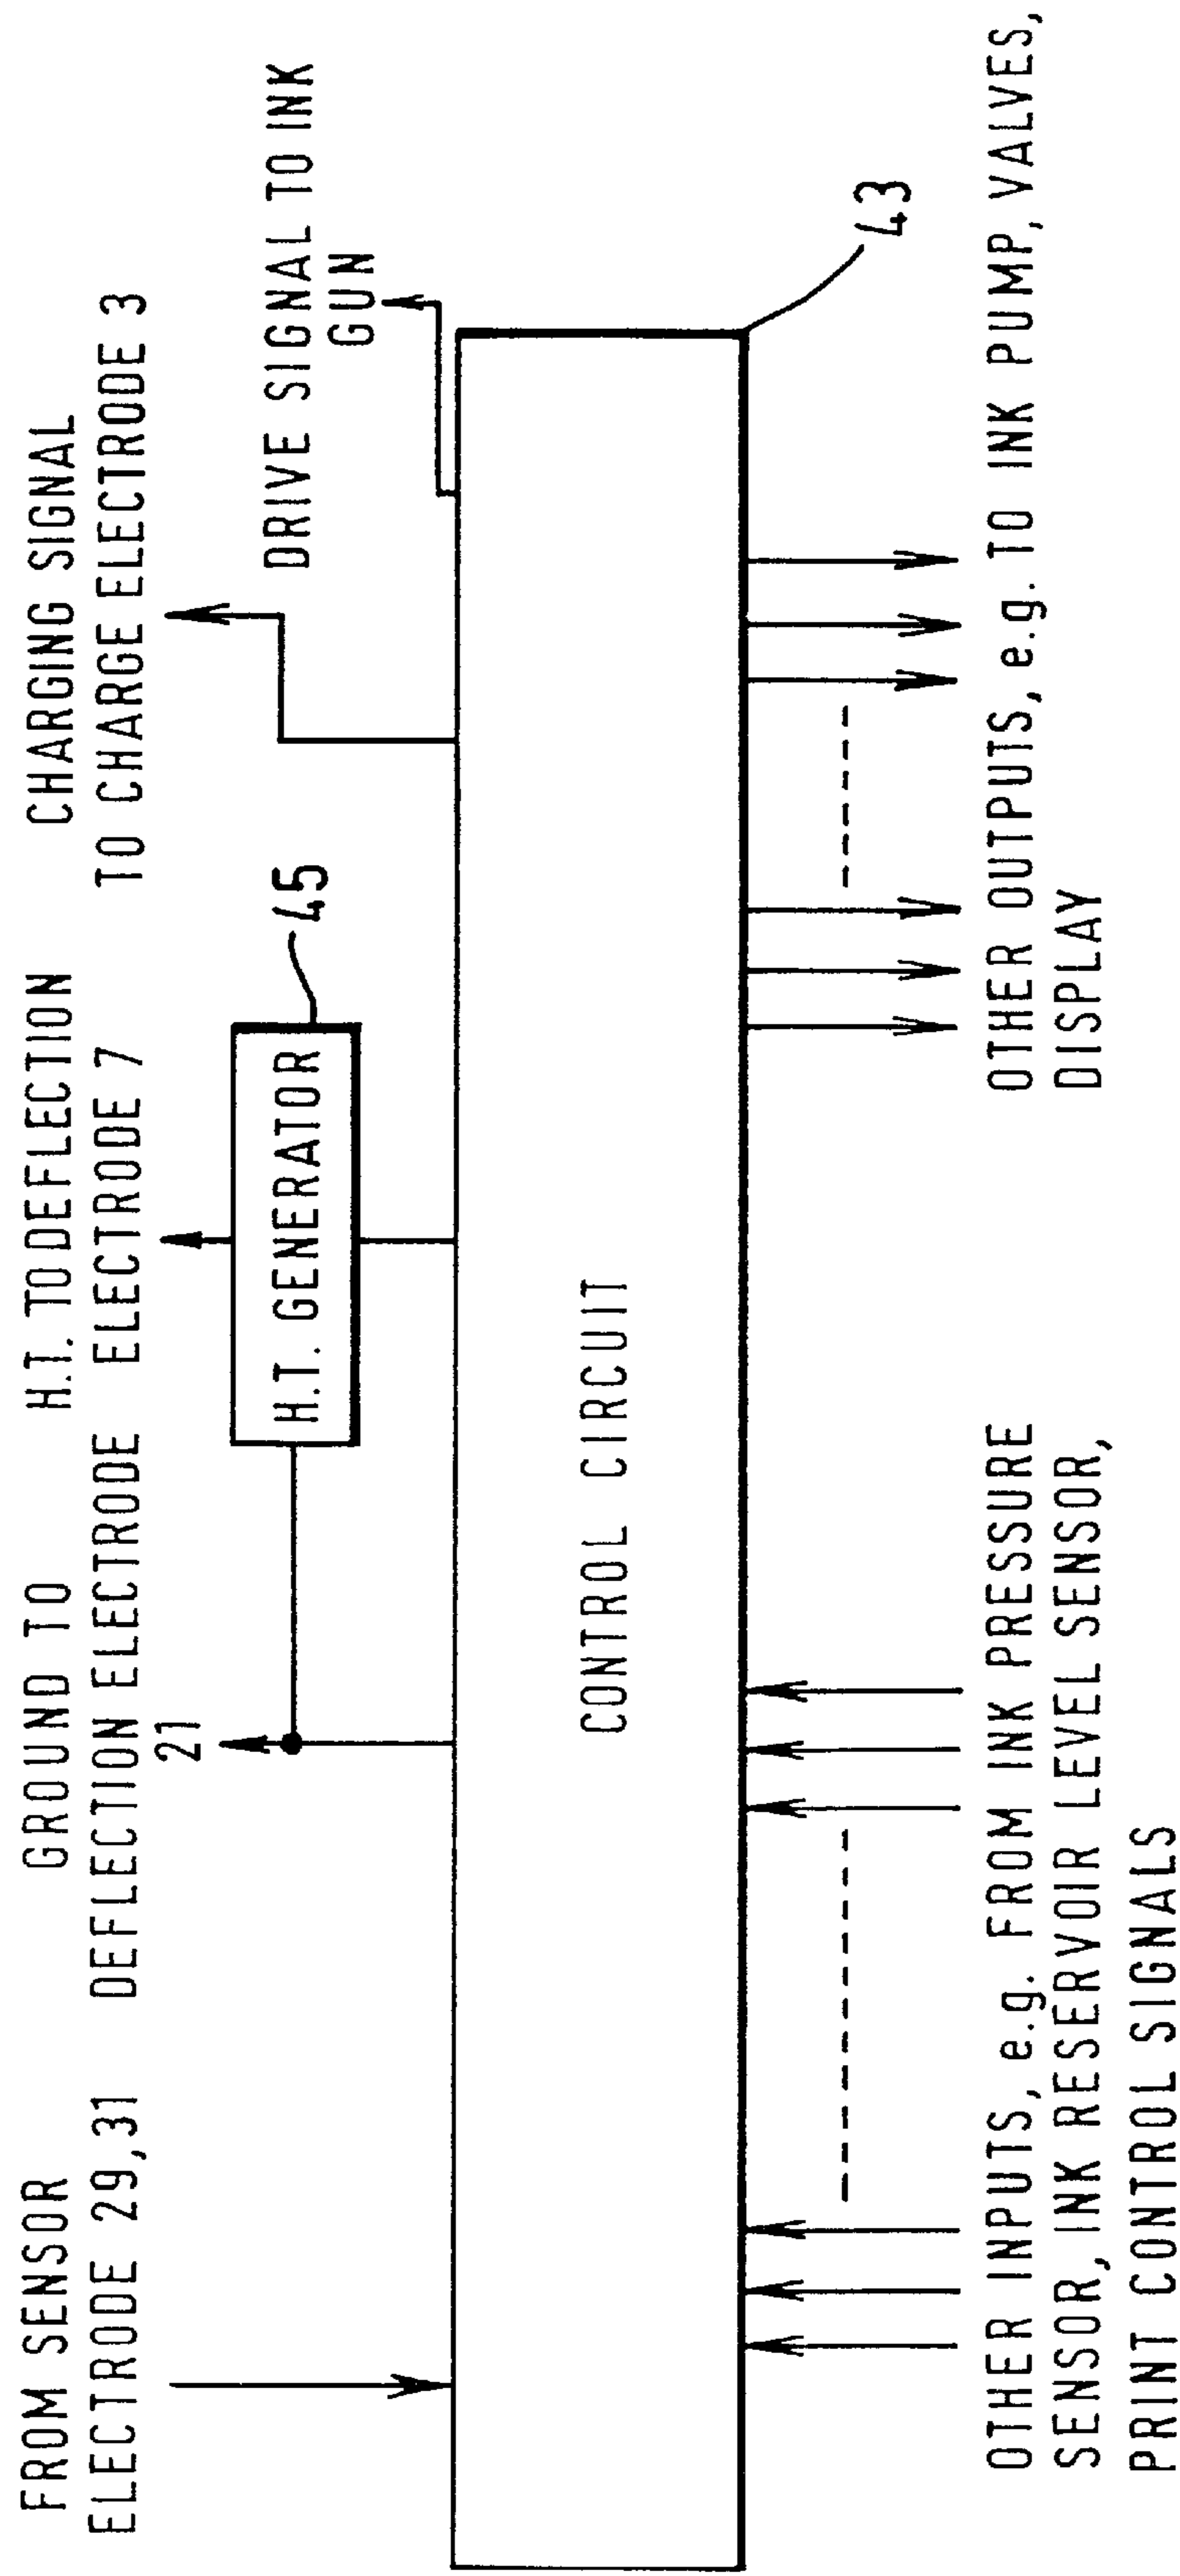 FROM SENSOR
ELECTRODE 29,31
GROUND TO
DEFLECTION ELECTRODE
21
H.T. TO DEFLECTION
ELECTRODE 7
H.T. GENERATOR
45
CHARGING SIGNAL
TO CHARGE ELECTRODE 3
DRIVE SIGNAL TO INK
GUN
CONTROL CIRCUIT
43
OTHER INPUTS, e.g. FROM INK PRESSURE
SENSOR, INK RESERVOIR LEVEL SENSOR,
PRINT CONTROL SIGNALS
OTHER OUTPUTS, e.g. TO INK PUMP, VALVES,
DISPLAY